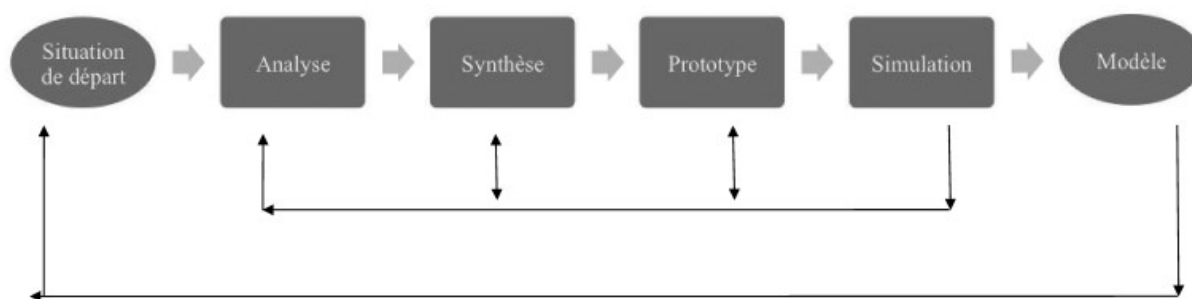 Situation
de départ
Analyse
Synthèse
Prototype
Simulation
Modèle